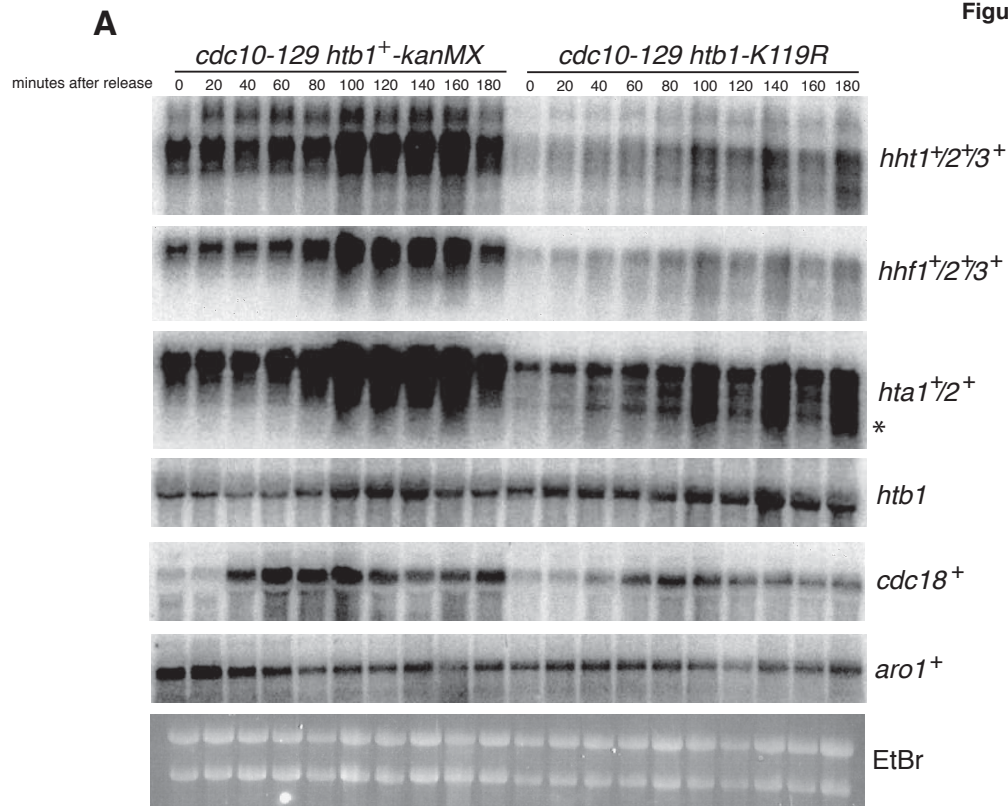 Figu
A
cdc10-129 htb1+-kanMX cdc10-129 htb1-K119R
minutes after release 0 20 40 60 80 100 120 140 160 180 0 20 40 60 80 100 120 140 160 180
hht1+/2+/3+
hhf1+/2+/3+
hta1+/2+
*
htb1
cdc18+
aro1+
EtBr